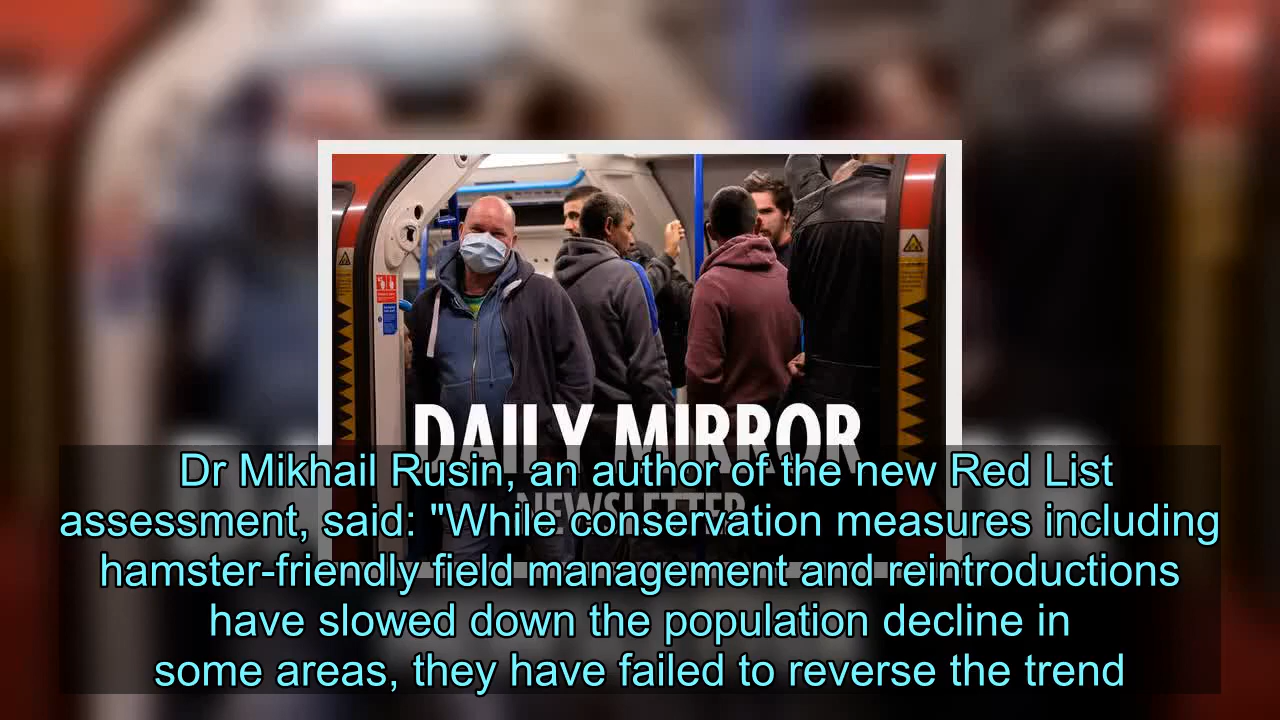 DAILY MIRROR
NEWSLETTER
Dr Mikhail Rusin, an author of the new Red List
assessment, said: "While conservation measures including
hamster-friendly field management and reintroductions
have slowed down the population decline in
some areas, they have failed to reverse the trend